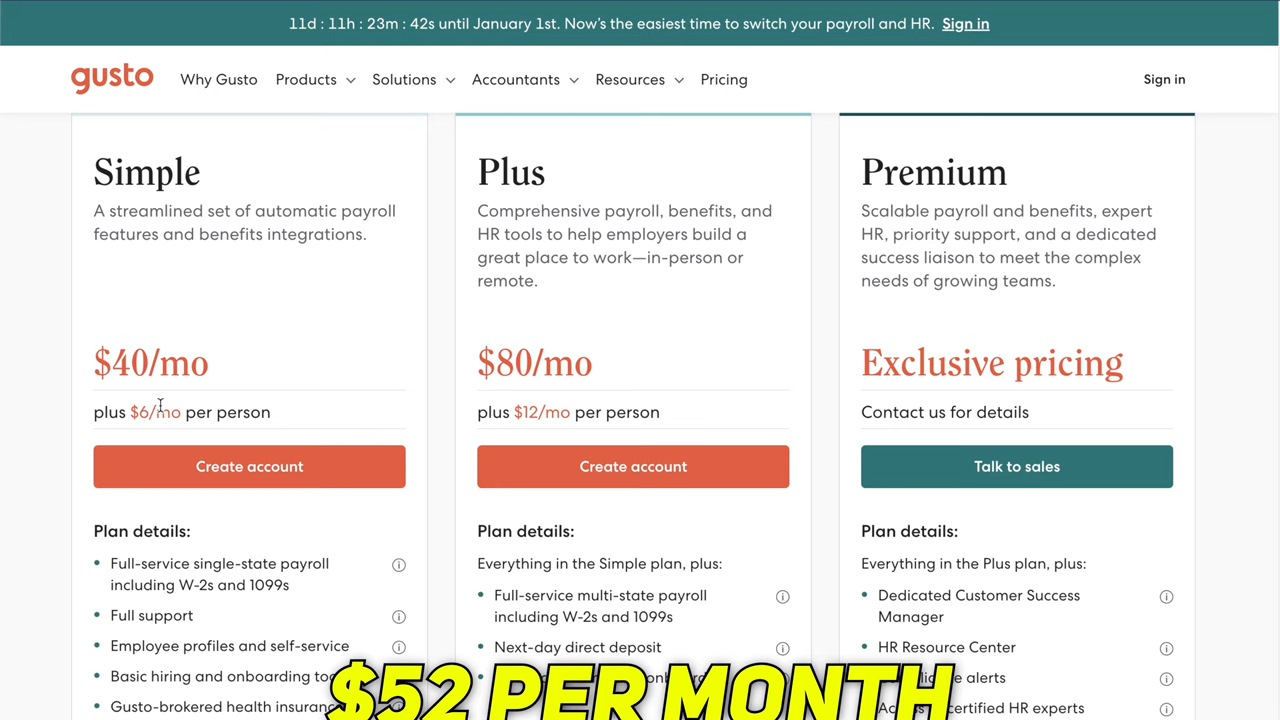 11d : 11h : 23m : 42s until January 1st. Now's the easiest time to switch your payroll and HR. Sign in
gusto
Why Gusto Products Solutions Accountants Resources Pricing Sign in
Simple
A streamlined set of automatic payroll
features and benefits integrations.
$40/mo
plus $6/mo per person
Create account
Plan details:
Full-service single-state payroll
including W-2s and 1099s
Full support
Employee profiles and self-service
Basic hiring and onboarding
Gusto-brokered health
Plus
Comprehensive payroll, benefits, and
HR tools to help employers build a
great place to work—in-person or
remote.
$80/mo
plus $12/mo per person
Create account
Plan details:
Everything in the Simple plan, plus:
Full-service multi-state payroll
including W-2s and 1099s
Next-day direct deposit
Premium
Scalable payroll and benefits, expert
HR, priority support, and a dedicated
success liaison to meet the complex
needs of growing teams.
Exclusive pricing
Contact us for details
Talk to sales
Plan details:
Everything in the Plus plan, plus:
Dedicated Customer Success
Manager
HR Resource Center
alerts
certified HR experts
$52 PER MONTH